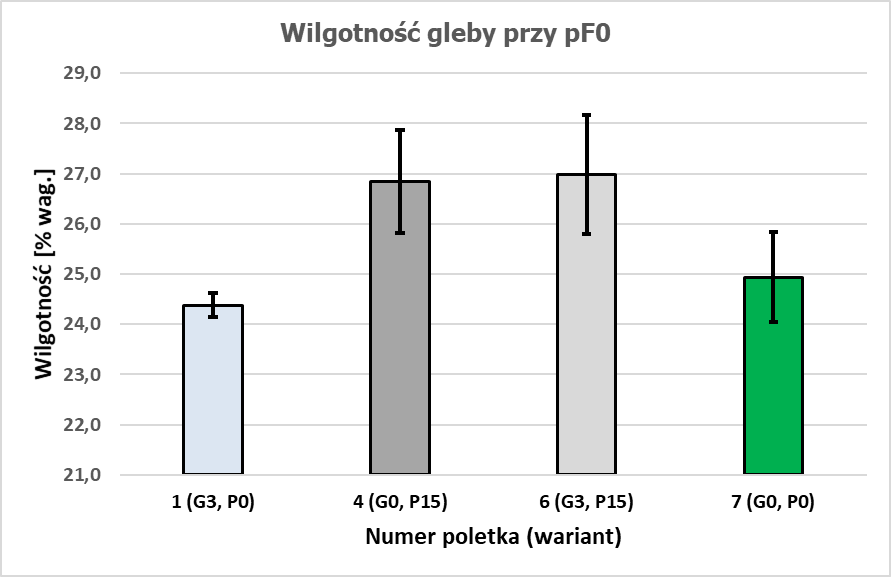 Wilgotność gleby przy pF0
29,0
28,0
27,0
26,0
25,0
24,0
23,0
22,0
21,0
Wilgotność [% wag.]
1 (G3, P0) 4 (G0, P15) 6 (G3, P15) 7 (G0, P0)
Numer poletka (wariant)